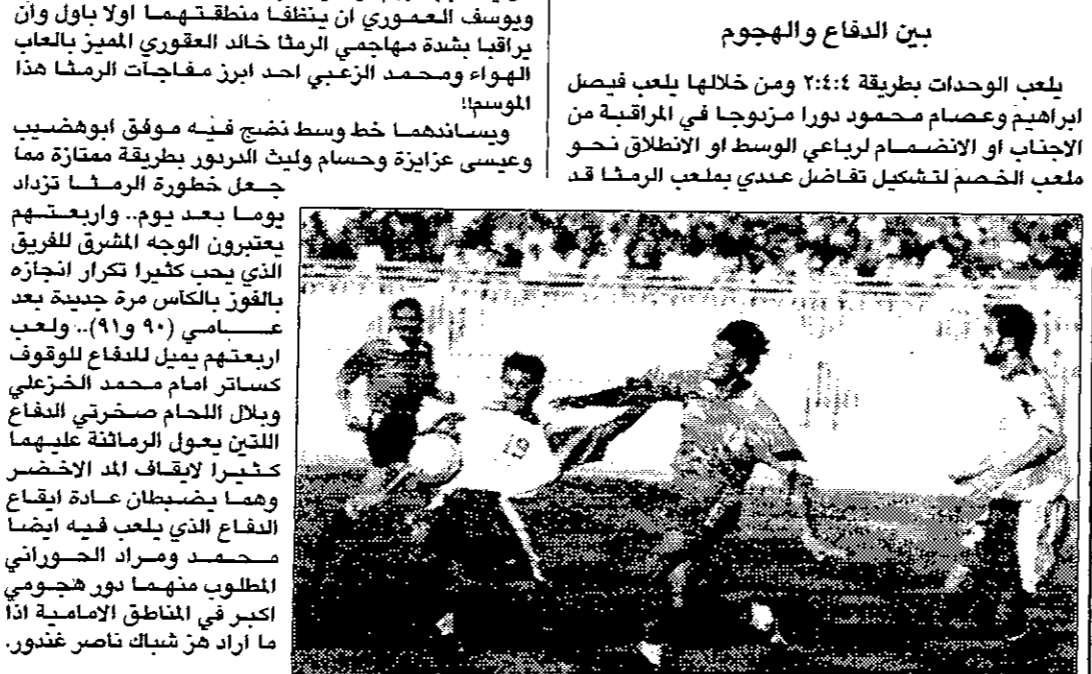 بين الدفاع والهجوم
يلعب الوحدات بطريقة ٢:٤:٤ ومن خلالها يلعب فيصل
ابراهيم وعصام محمود دورا مزدوجا في المراقبة من
الاجناب او الانضمام لرباعي الوسط او الانطلاق نحو
ملعب الخصم لتشكيل تفاضل عددي بملعب الرمثا قد
ويوسف العموري ان ينظفا منطقتهما اولا باول وان
يراقبا بشدة مهاجمي الرمثا خالد العقوري المميز بالعاب
الهواء ومحمد الزعبي احد ابرز مفاجات الرمثا هذا
الموسم!!
ويساندهما خط وسط نضج فيه موفق ابوهضيب
وعيسى عزايزة وحسام وليث الدردور بطريقة ممتازة مما
جعل خطورة الرمثا تزداد
يوما بعد يوم.. واربعتهم
يعتبرون الوجه المشرق للفريق
الذي يحب كثيرا تكرار انجازه
بالفوز بالكاس مرة جديدة بعد
عامي (٩٠ و٩١).. ولعب
اربعتهم يميل للدفاع للوقوف
كساتر امام محمد الخزعلي
وبلال اللحام صخرتي الدفاع
اللتين يعول الرماثنة عليهما
كثيرا لايقاف المد الاخضر
وهما يضبطان عادة ايقاع
الدفاع الذي يلعب فيه ايضا
محمد ومراد الحوراني
المطلوب منهما دور هجومي
اكبر في المناطق الامامية اذا
ما اراد هز شباك ناصر غندور.